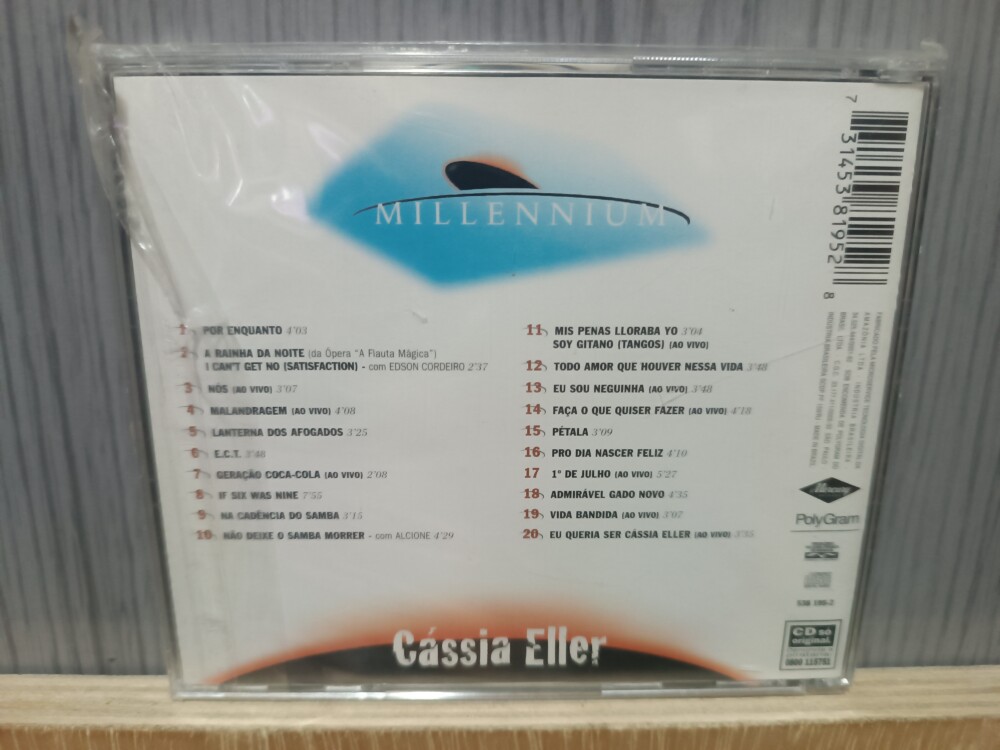 MILLENNIUM
1 POR ENQUANTO 4'03
2 A RAINHA DA NOITE (da Ópera "A Flauta Mágica")
I CAN'T GET NO (SATISFACTION) - com EDSON CORDEIRO 2'37
3 NÓS (AO VIVO) 3'07
4 MALANDRAGEM (AO VIVO) 4'08
5 LANTERNA DOS AFOGADOS 3'25
6 E.C.T. 3'48
7 GERAÇÃO COCA-COLA (AO VIVO) 2'08
8 IF SIX WAS NINE 7'55
9 NA CADÊNCIA DO SAMBA 3'15
10 NÃO DEIXE O SAMBA MORRER - com ALCIONE 4'29
11 MIS PENAS LLORABA YO 3'04
SOY GITANO (TANGOS) (AO VIVO)
12 TODO AMOR QUE HOUVER NESSA VIDA 3'48
13 EU SOU NEGUINHA (AO VIVO) 3'48
14 FAÇA O QUE QUISER FAZER (AO VIVO) 4'18
15 PÉTALA 3'09
16 PRO DIA NASCER FELIZ 4'10
17 1º DE JULHO (AO VIVO) 5'27
18 ADMIRÁVEL GADO NOVO 4'35
19 VIDA BANDIDA (AO VIVO) 3'07
20 EU QUERIA SER CÁSSIA ELLER (AO VIVO)
Cássia Eller
7 31453 81952 8
Mercury
PolyGram
CD só
original.
0800 119791